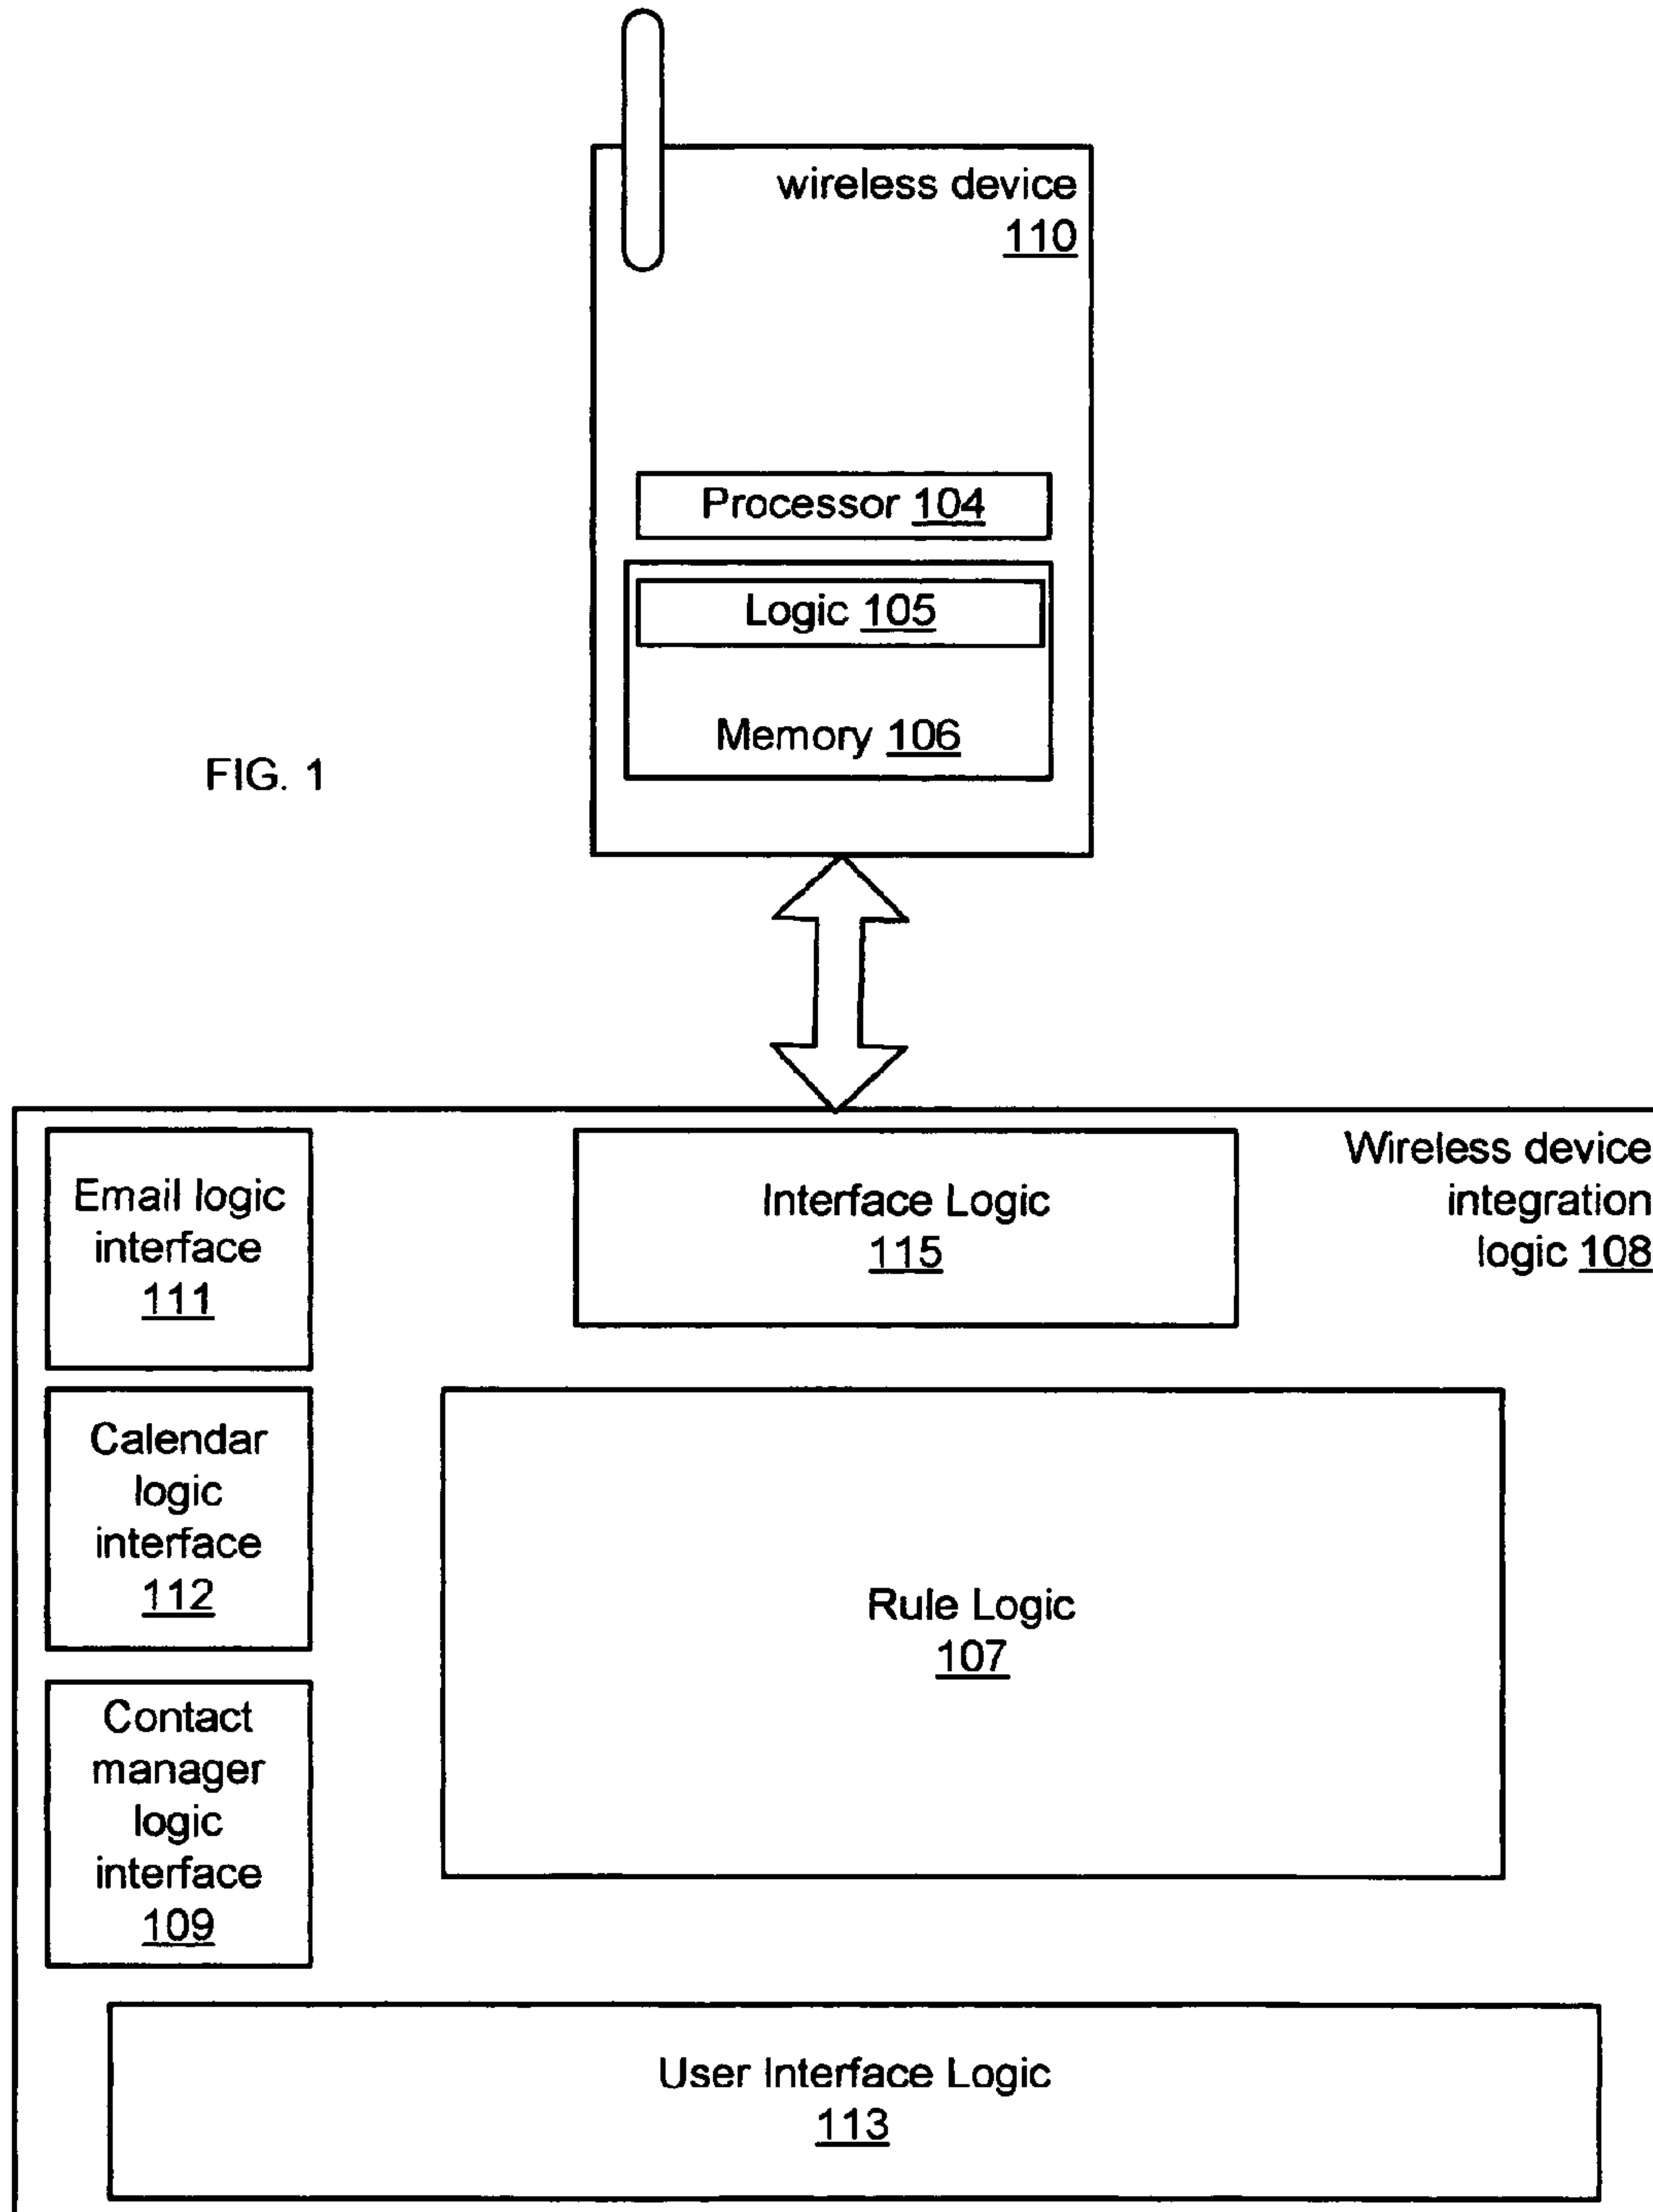 wireless device
110
Processor 104
Logic 105
Memory 106
FIG. 1
Email logic
interface
111
Interface Logic
115
Wireless device
integration
logic 108
Calendar
logic
interface
112
Rule Logic
107
Contact
manager
logic
interface
109
User Interface Logic
113